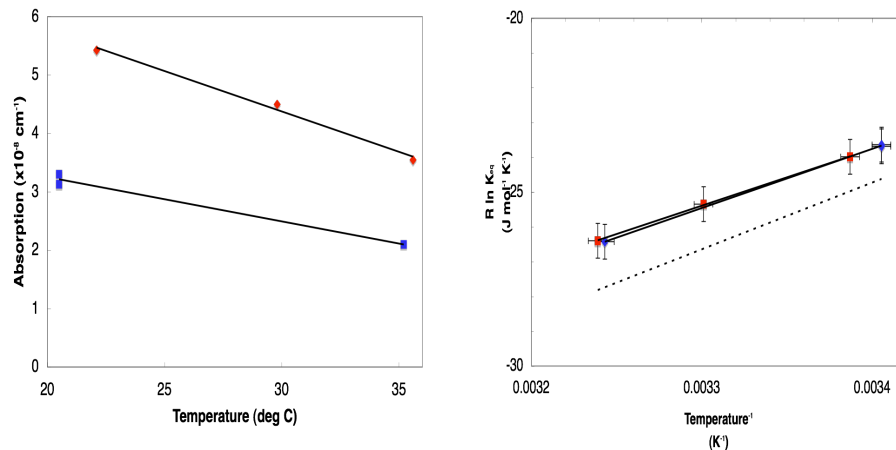 6
5
4
3
2
1
0
20
25
30
35
Absorption (x10⁻⁸ cm⁻¹)
Temperature (deg C)
-20
-25
-30
0.0032
0.0033
0.0034
R ln Keq
(J mol⁻¹ K⁻¹)
Temperature⁻¹
(K⁻¹)